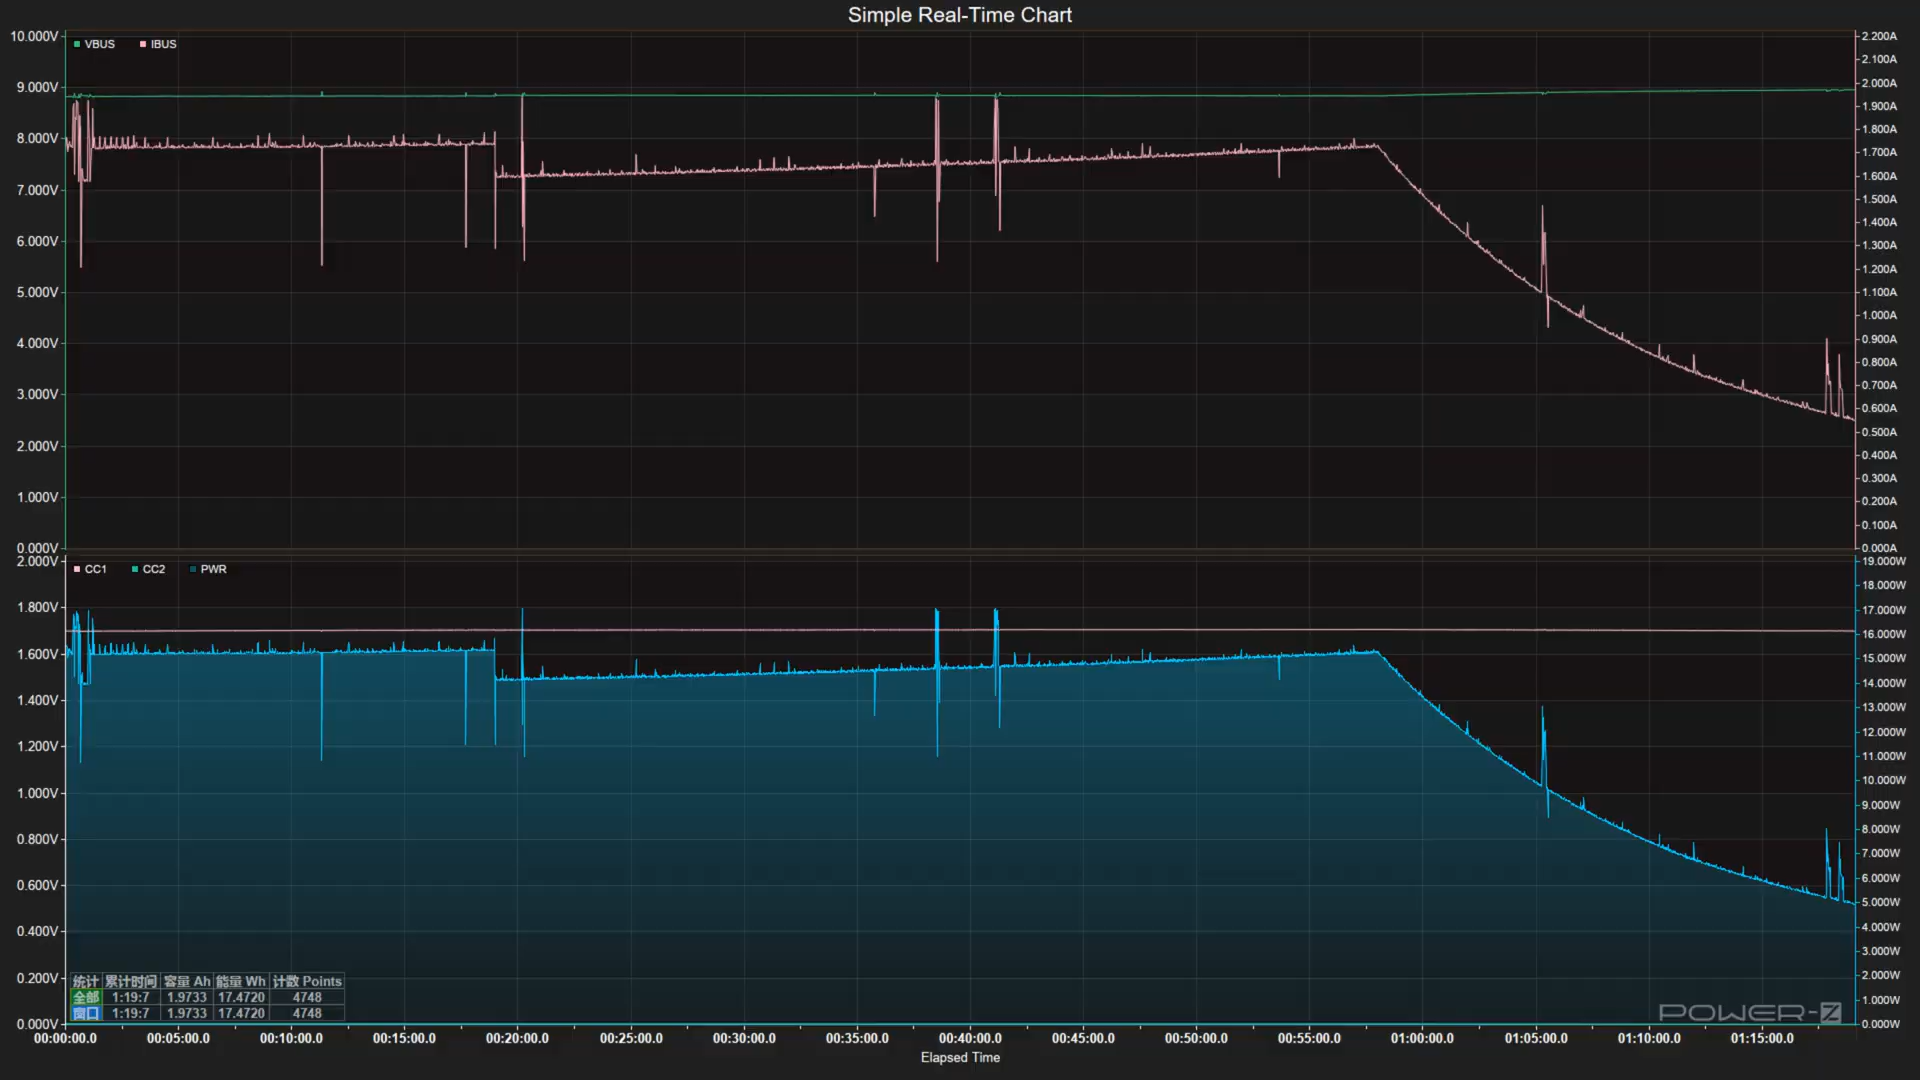 Simple Real-Time Chart
VBUS IBUS
10.000V
9.000V
8.000V
7.000V
6.000V
5.000V
4.000V
3.000V
2.000V
1.000V
0.000V
2.200A
2.100A
2.000A
1.900A
1.800A
1.700A
1.600A
1.500A
1.400A
1.300A
1.200A
1.100A
1.000A
0.900A
0.800A
0.700A
0.600A
0.500A
0.400A
0.300A
0.200A
0.100A
0.000A
CC1 CC2 PWR
2.000V
1.800V
1.600V
1.400V
1.200V
1.000V
0.800V
0.600V
0.400V
0.200V
0.000V
19.000W
18.000W
17.000W
16.000W
15.000W
14.000W
13.000W
12.000W
11.000W
10.000W
9.000W
8.000W
7.000W
6.000W
5.000W
4.000W
3.000W
2.000W
1.000W
0.000W
统计 累计时间 容量 Ah 能量 Wh 计数 Points
全部 1:19:7 1.9733 17.4720 4748
窗口 1:19:7 1.9733 17.4720 4748
POWER-Z
00:00:00.0 00:05:00.0 00:10:00.0 00:15:00.0 00:20:00.0 00:25:00.0 00:30:00.0 00:35:00.0 00:40:00.0 00:45:00.0 00:50:00.0 00:55:00.0 01:00:00.0 01:05:00.0 01:10:00.0 01:15:00.0
Elapsed Time